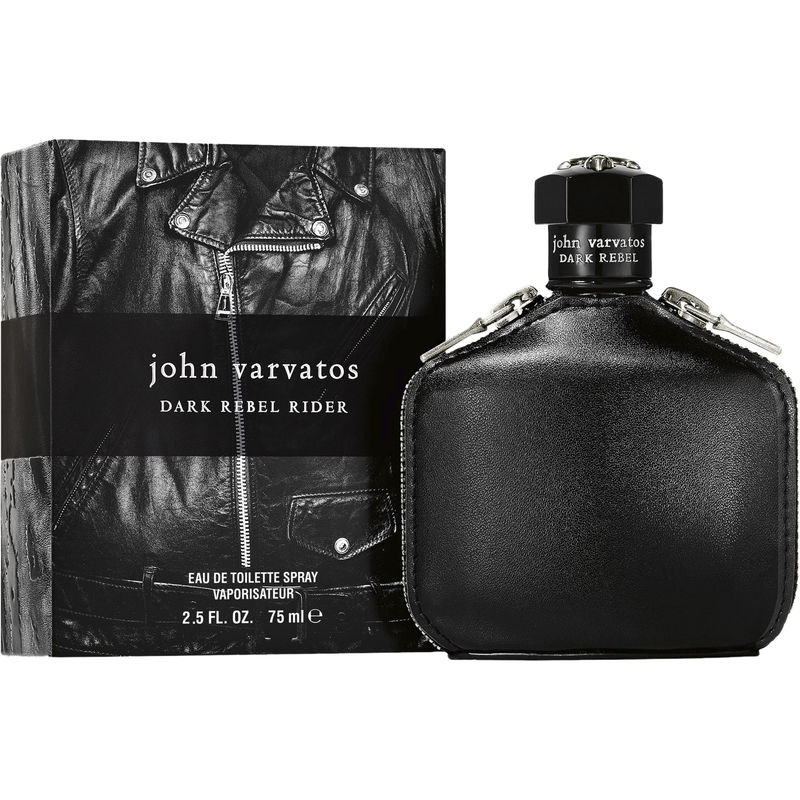 john varvatos
DARK REBEL RIDER
EAU DE TOILETTE SPRAY
VAPORISATEUR
2.5 FL. OZ. 75 ml ℮
john varvatos
DARK REBEL